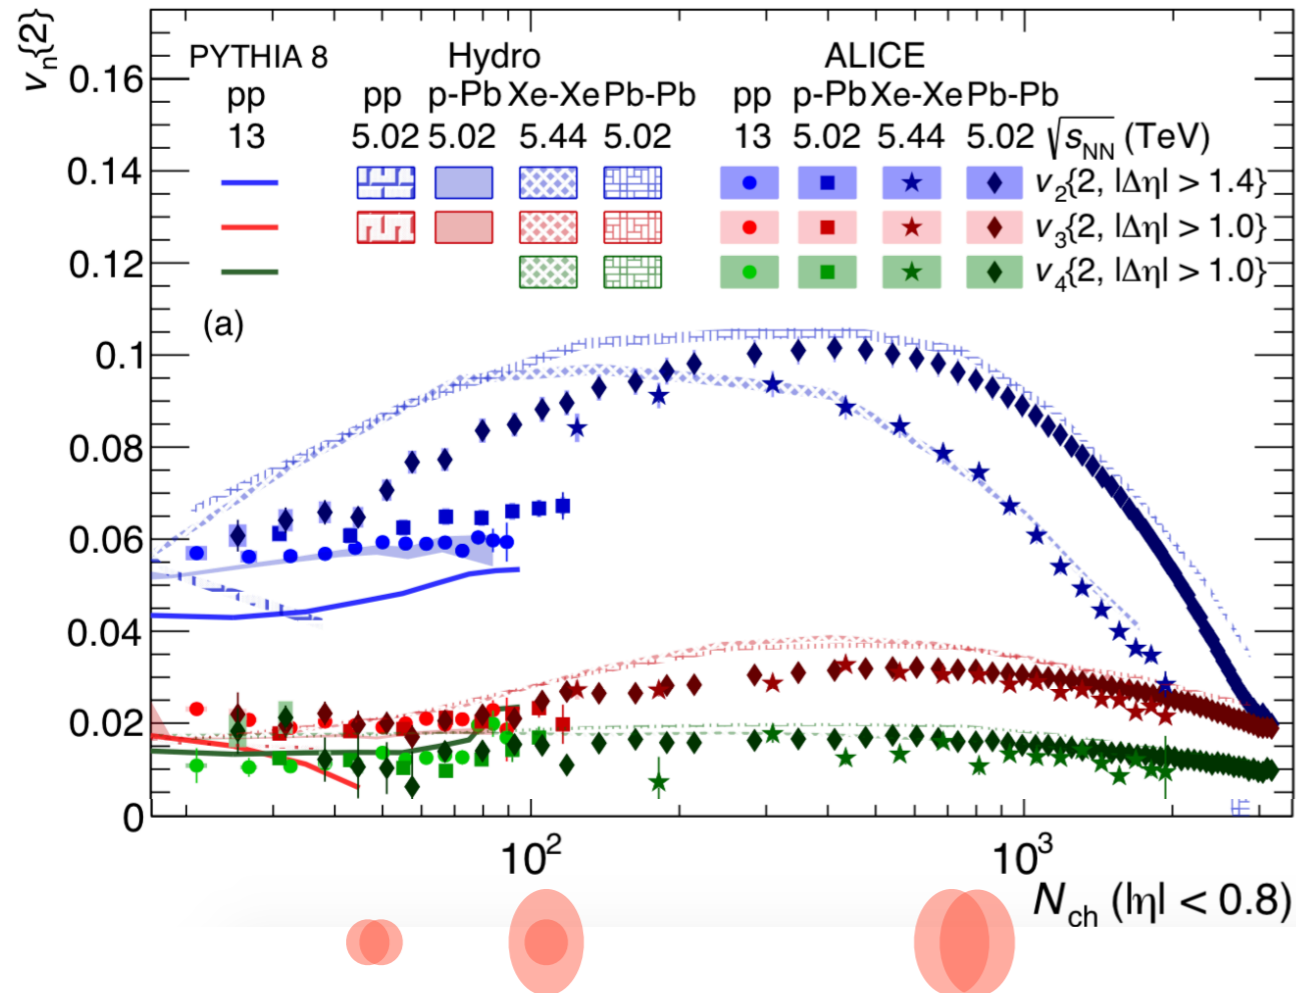 vₙ{2}
PYTHIA 8 Hydro ALICE
pp pp p-Pb Xe-Xe Pb-Pb pp p-Pb Xe-Xe Pb-Pb
13 5.02 5.02 5.44 5.02 13 5.02 5.44 5.02 √s_NN (TeV)
v₂{2, |Δη| > 1.4}
v₃{2, |Δη| > 1.0}
v₄{2, |Δη| > 1.0}
(a)
0.16
0.14
0.12
0.1
0.08
0.06
0.04
0.02
0
10² 10³
N_ch (|η| < 0.8)